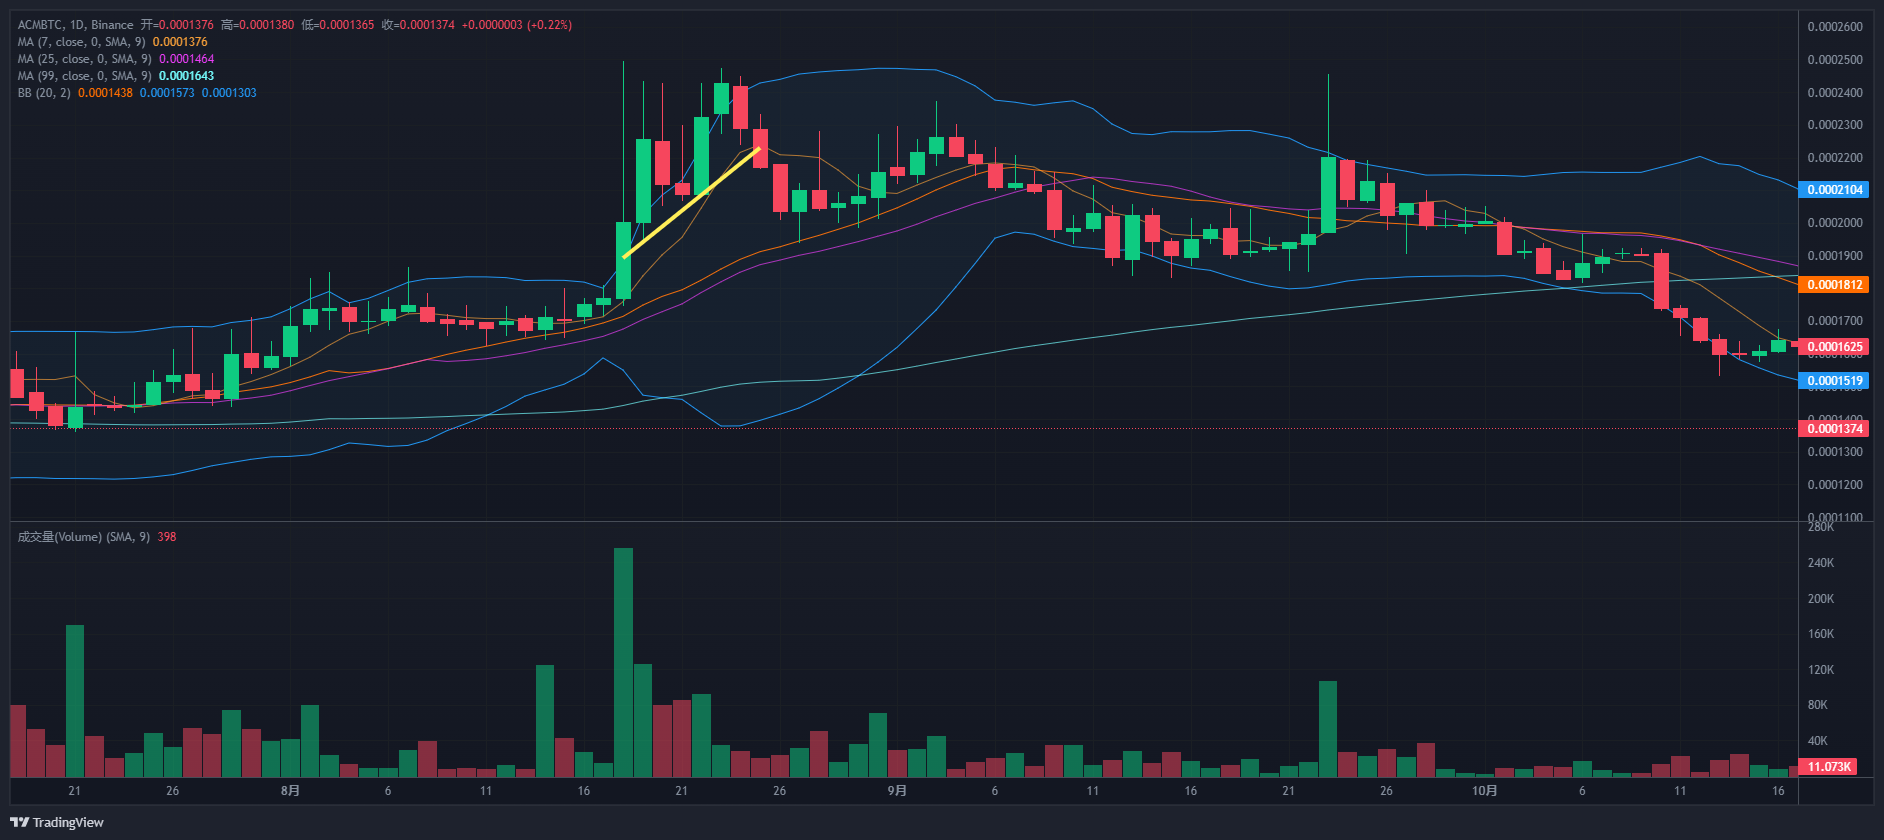 ACMBTC, 1D, Binance 开=0.0001376 高=0.0001380 低=0.0001365 收=0.0001374 +0.0000003 (+0.22%)
MA (7, close, 0, SMA, 9) 0.0001376
MA (25, close, 0, SMA, 9) 0.0001464
MA (99, close, 0, SMA, 9) 0.0001643
BB (20, 2) 0.0001438 0.0001573 0.0001303
0.0002600
0.0002500
0.0002400
0.0002300
0.0002200
0.0002104
0.0002000
0.0001900
0.0001812
0.0001700
0.0001625
0.0001519
0.0001400
0.0001374
0.0001300
0.0001200
0.0001100
成交量(Volume) (SMA, 9) 398
280K
240K
200K
160K
120K
80K
40K
11.073K
21 26 8月 6 11 16 21 26 9月 6 11 16 21 26 10月 6 11 16
TradingView